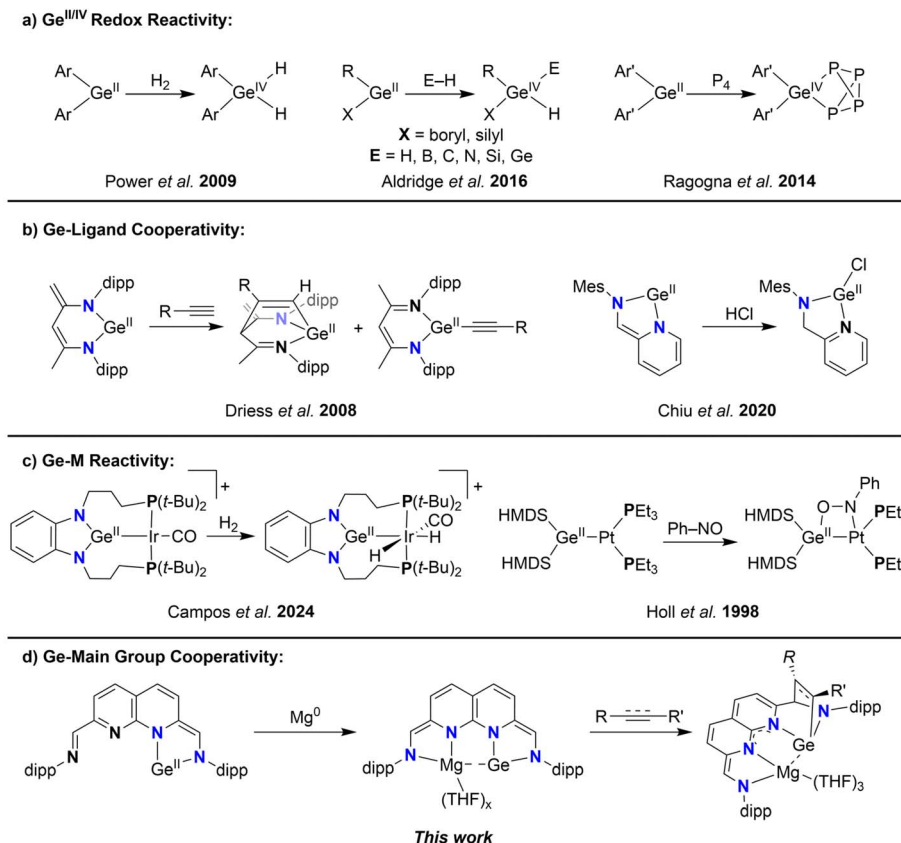 a) Ge^II/IV Redox Reactivity:
Ar
Ar
Ge^II
H2
Ar
Ar
Ge^IV
H
H
R
X
Ge^II
E–H
R
X
Ge^IV
E
H
X = boryl, silyl
E = H, B, C, N, Si, Ge
Ar'
Ar'
Ge^II
P4
Ar'
Ar'
Ge^IV
P
P
P
P
Power et al. 2009
Aldridge et al. 2016
Ragogna et al. 2014
b) Ge-Ligand Cooperativity:
dipp
N
Ge^II
N
dipp
R
R
H
dipp
N
Ge^II
N
dipp
+
dipp
N
Ge^II
R
N
dipp
Mes
N
Ge^II
N
HCl
Mes
N
Cl
Ge^II
N
Driess et al. 2008
Chiu et al. 2020
c) Ge-M Reactivity:
+
P(t-Bu)2
N
Ge^II
Ir
CO
N
P(t-Bu)2
H2
+
P(t-Bu)2
N
CO
Ge^II
Ir
H
H
N
P(t-Bu)2
HMDS
PEt3
Ge^II
Pt
HMDS
PEt3
Ph–NO
Ph
O
N
HMDS
PEt
Ge^II
Pt
HMDS
PEt
Campos et al. 2024
Holl et al. 1998
d) Ge-Main Group Cooperativity:
N
N
N
N
dipp
Ge^II
dipp
Mg^0
N
N
N
N
dipp
Mg
Ge
dipp
(THF)x
R
R'
R
R'
N
dipp
N
Ge
N
N
Mg
(THF)3
dipp
This work